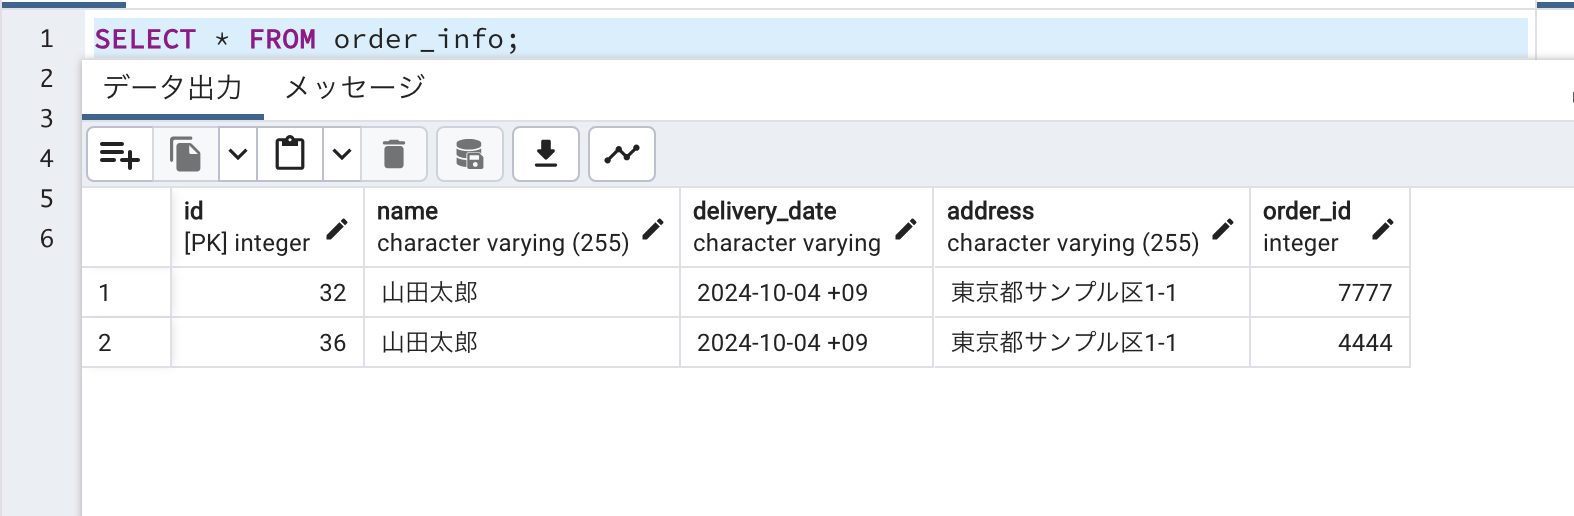 1 SELECT * FROM order_info;
2
3
4
5
6
データ出力 メッセージ
id name delivery_date address order_id
[PK] integer character varying (255) character varying character varying (255) integer
1 32 山田太郎 2024-10-04 +09 東京都サンプル区1-1 7777
2 36 山田太郎 2024-10-04 +09 東京都サンプル区1-1 4444